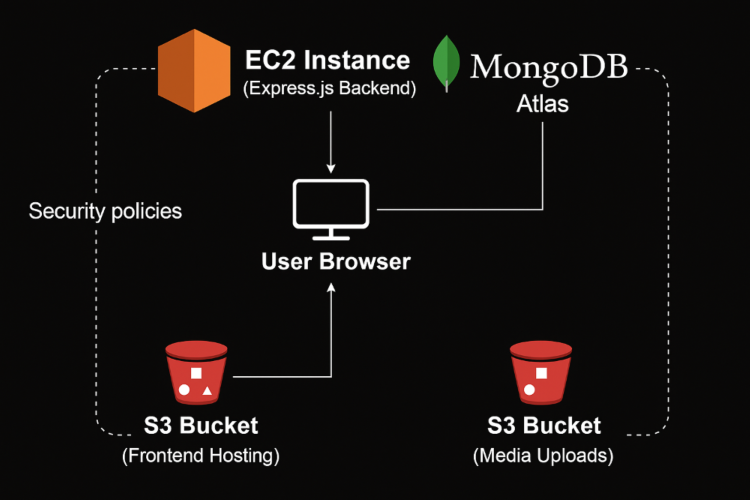 EC2 Instance
(Express.js Backend)
MongoDB
Atlas
Security policies
User Browser
S3 Bucket
(Frontend Hosting)
S3 Bucket
(Media Uploads)